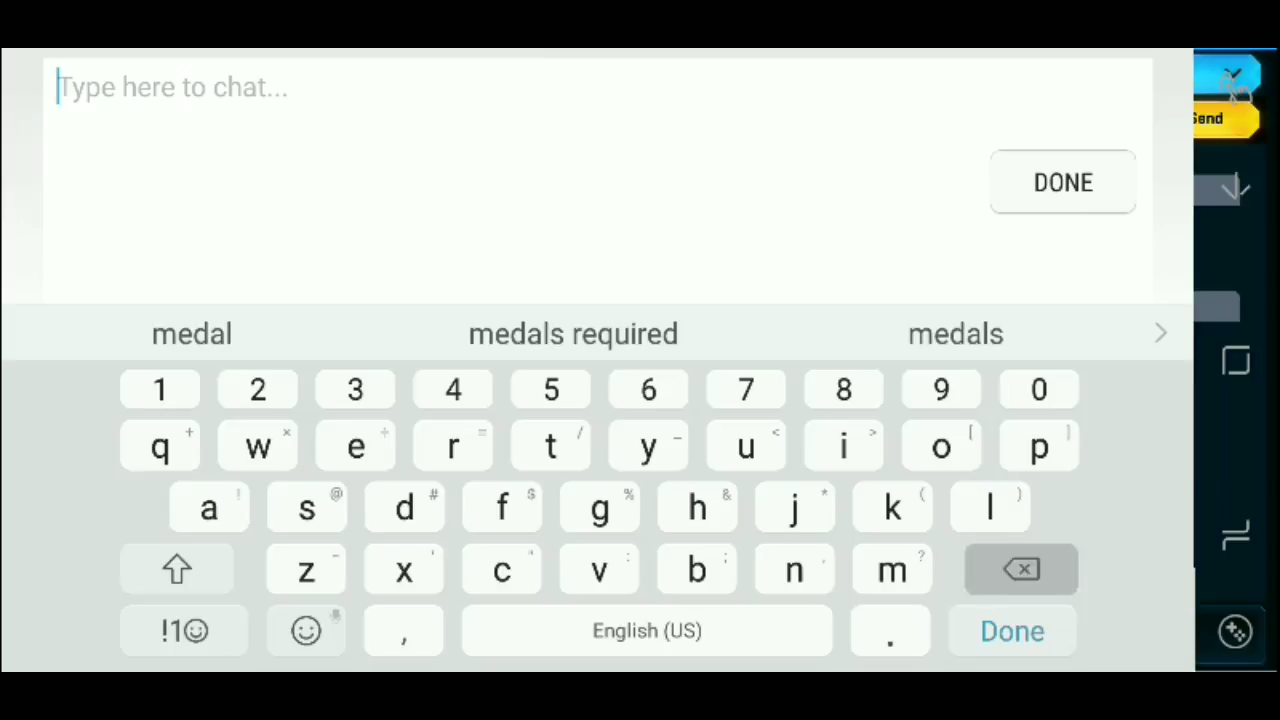 Type here to chat...
Send
DONE
medal medals required medals
1 2 3 4 5 6 7 8 9 0
q + w × e ÷ r = t / y _ u < i > o [ p ]
a ! s @ d # f $ g % h & j * k ( l )
z - x ' c " v : b ; n , m ?
!1☺ , English (US) . Done